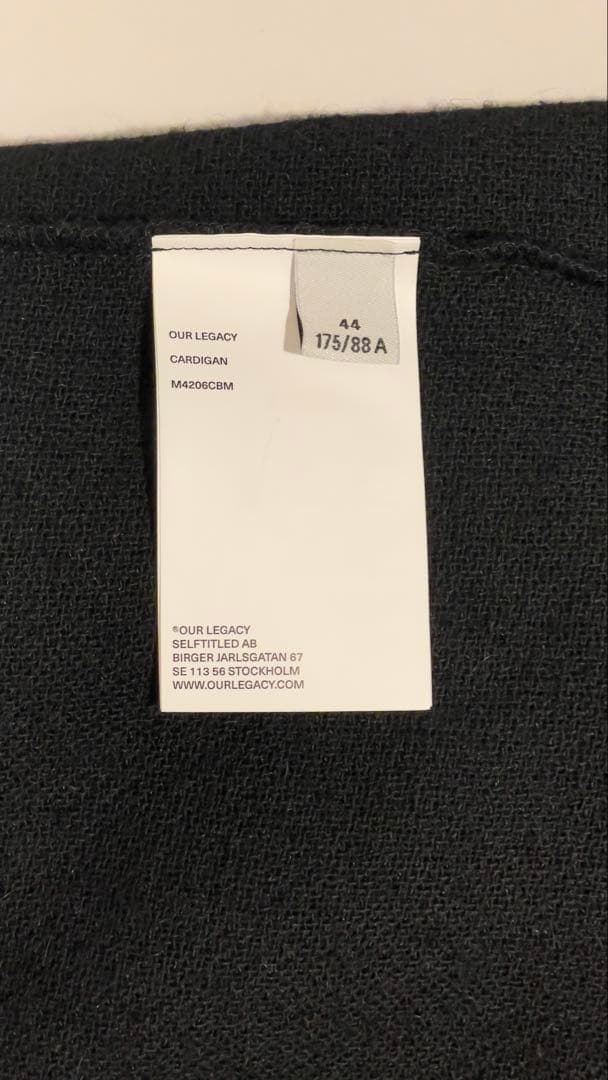 44
175/88 A
OUR LEGACY
CARDIGAN
M4206CBM
®OUR LEGACY
SELFTITLED AB
BIRGER JARLSGATAN 67
SE 113 56 STOCKHOLM
WWW.OURLEGACY.COM